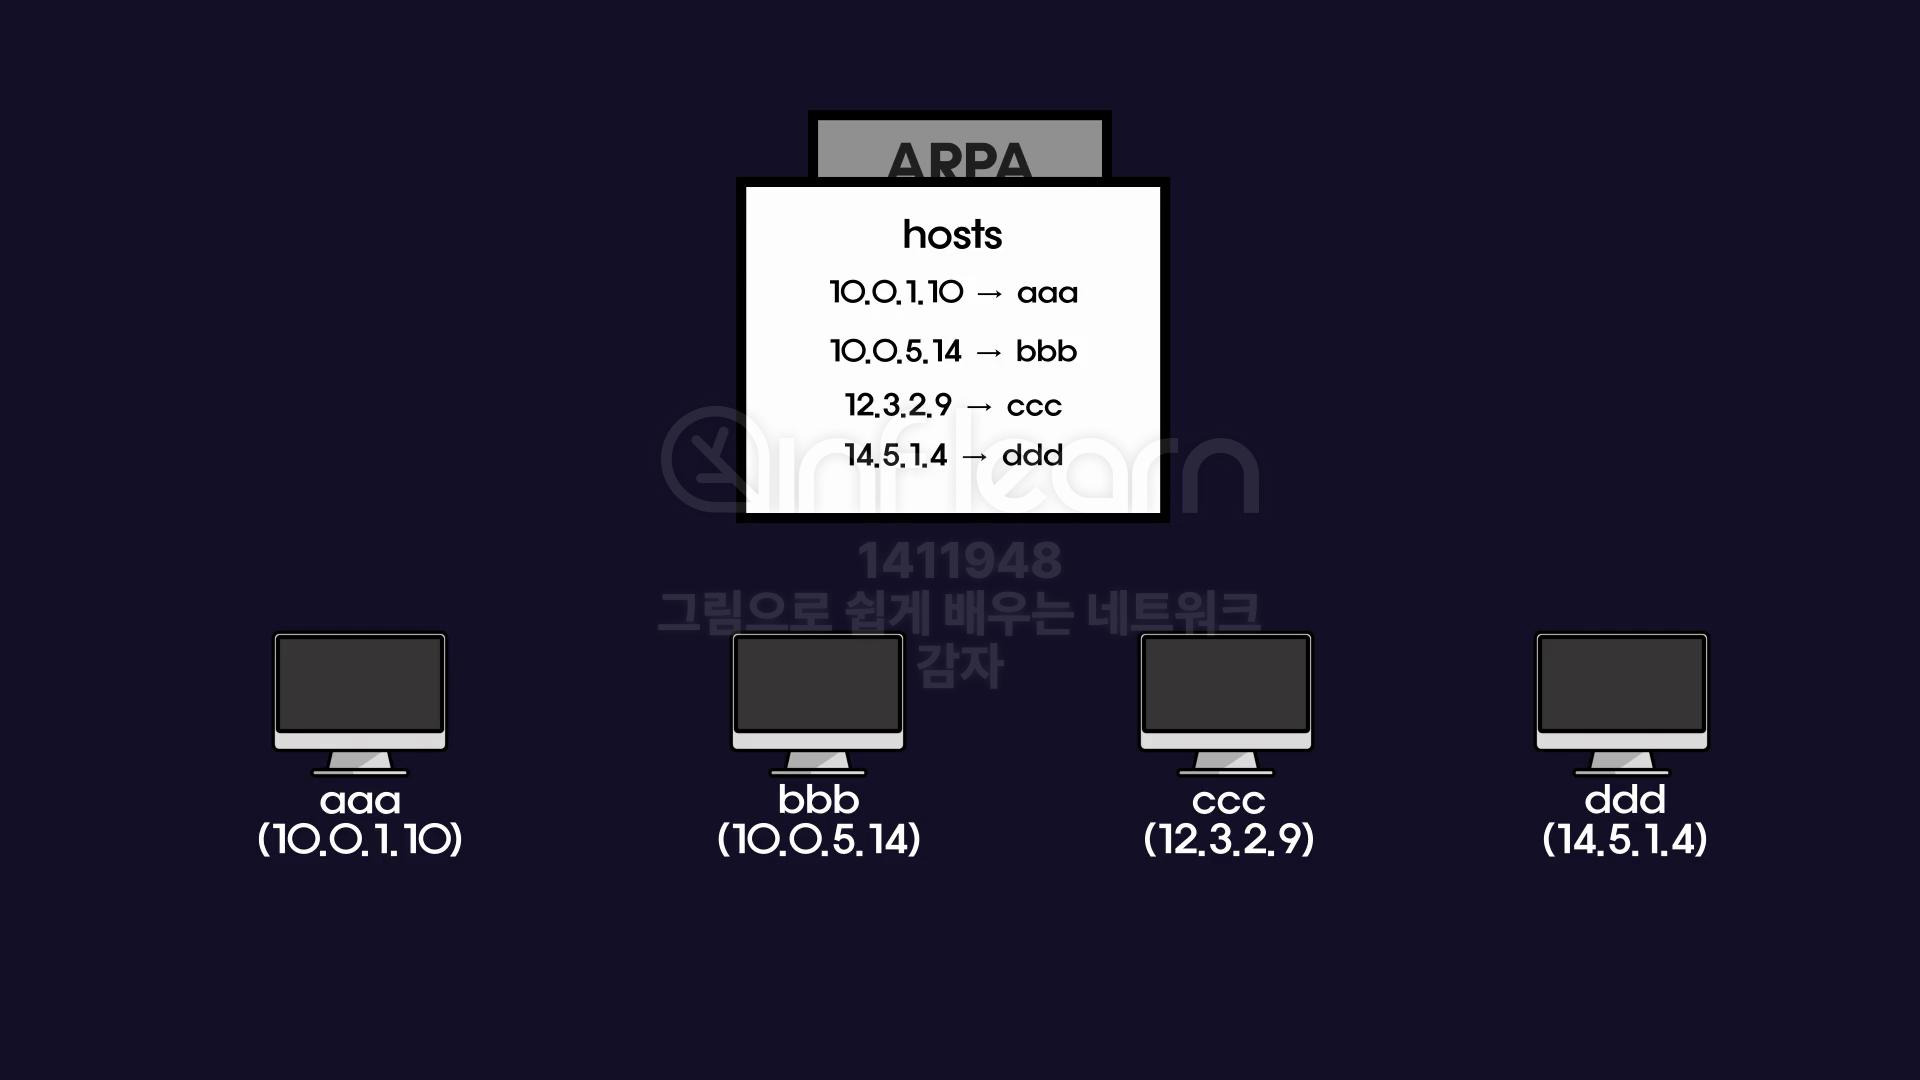 ARPA
hosts
10.0.1.10 → aaa
10.0.5.14 → bbb
12.3.2.9 → ccc
14.5.1.4 → ddd
inflearn
1411948
그림으로 쉽게 배우는 네트워크
감자
aaa
(10.0.1.10)
bbb
(10.0.5.14)
ccc
(12.3.2.9)
ddd
(14.5.1.4)